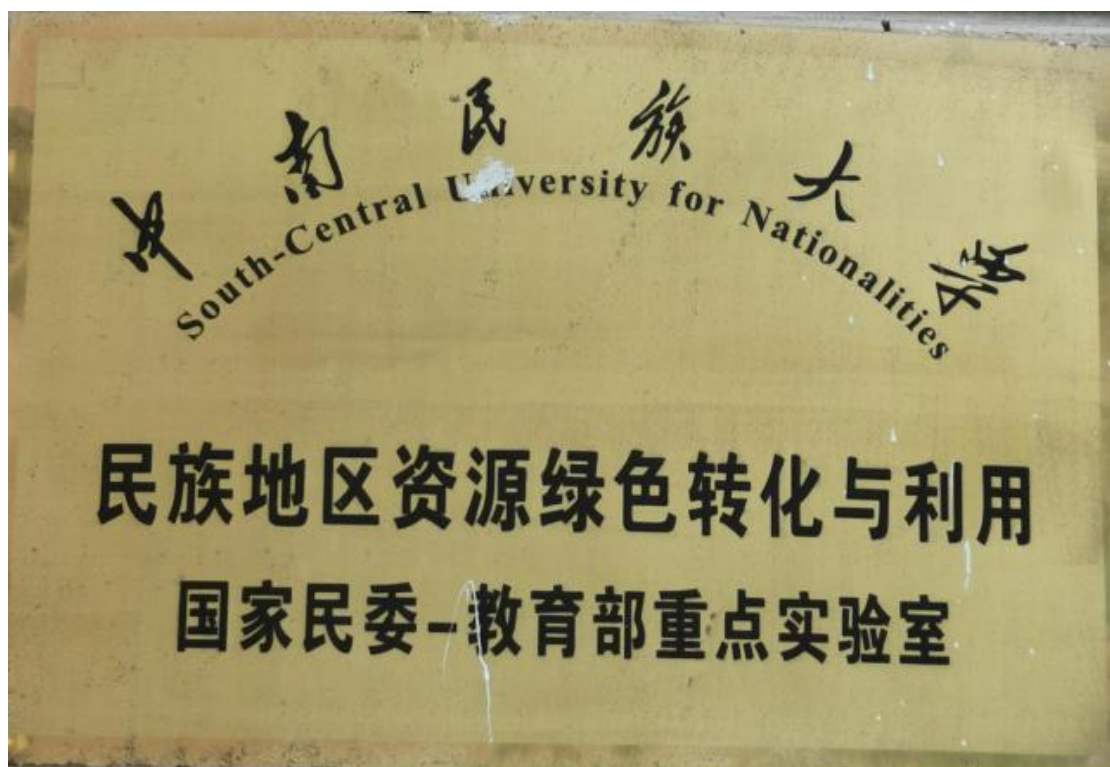 中南民族大学
South-Central University for Nationalities
民族地区资源绿色转化与利用
国家民委-教育部重点实验室